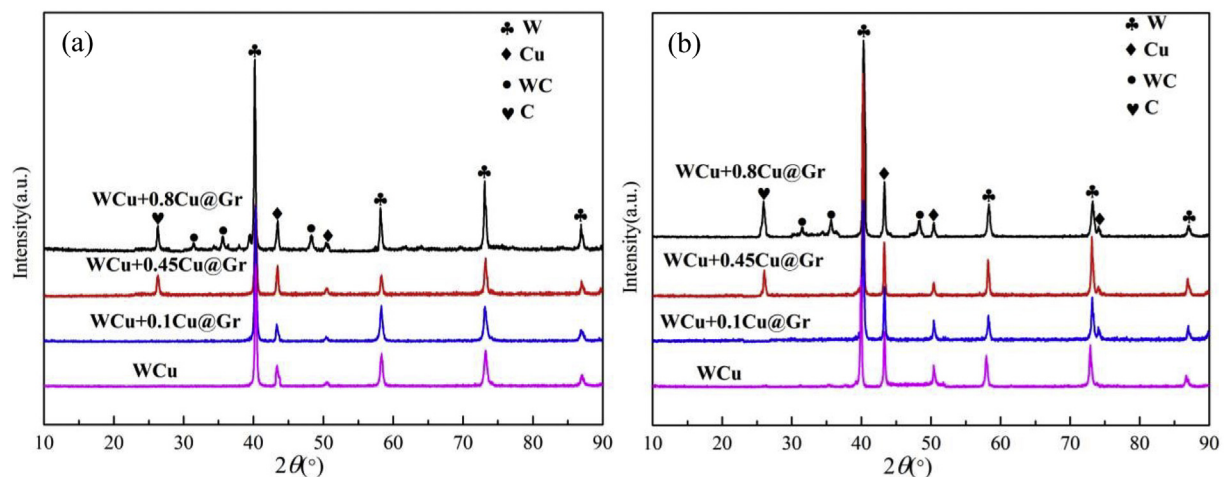 (a)
♣ W
♦ Cu
● WC
♥ C
Intensity(a.u.)
WCu+0.8Cu@Gr
WCu+0.45Cu@Gr
WCu+0.1Cu@Gr
WCu
10 20 30 40 50 60 70 80 90
2θ(°)
(b)
♣ W
♦ Cu
● WC
♥ C
Intensity(a.u.)
WCu+0.8Cu@Gr
WCu+0.45Cu@Gr
WCu+0.1Cu@Gr
WCu
10 20 30 40 50 60 70 80 90
2θ(°)